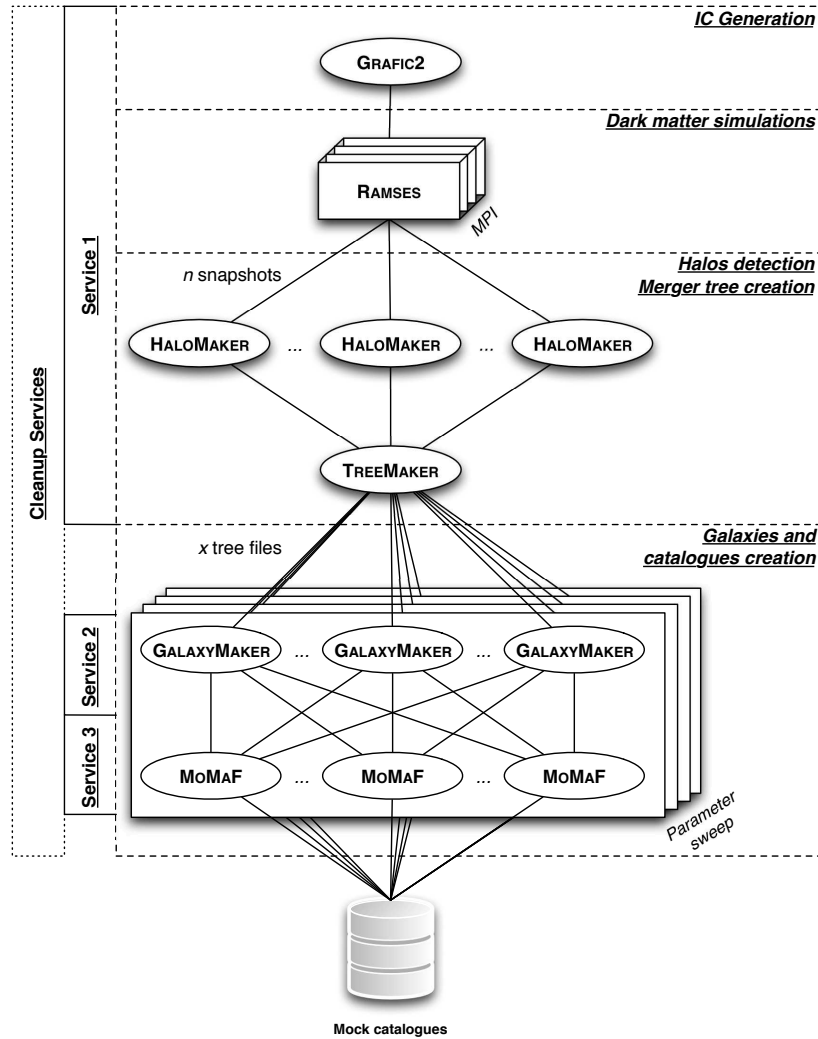 IC Generation
GRAFIC2
Dark matter simulations
RAMSES
MPI
Halos detection
Merger tree creation
n snapshots
HALOMAKER ... HALOMAKER ... HALOMAKER
TREEMAKER
Galaxies and
catalogues creation
x tree files
GALAXYMAKER ... GALAXYMAKER ... GALAXYMAKER
MOMAF ... MOMAF ... MOMAF
Parameter
sweep
Mock catalogues
Cleanup Services
Service 1
Service 2
Service 3